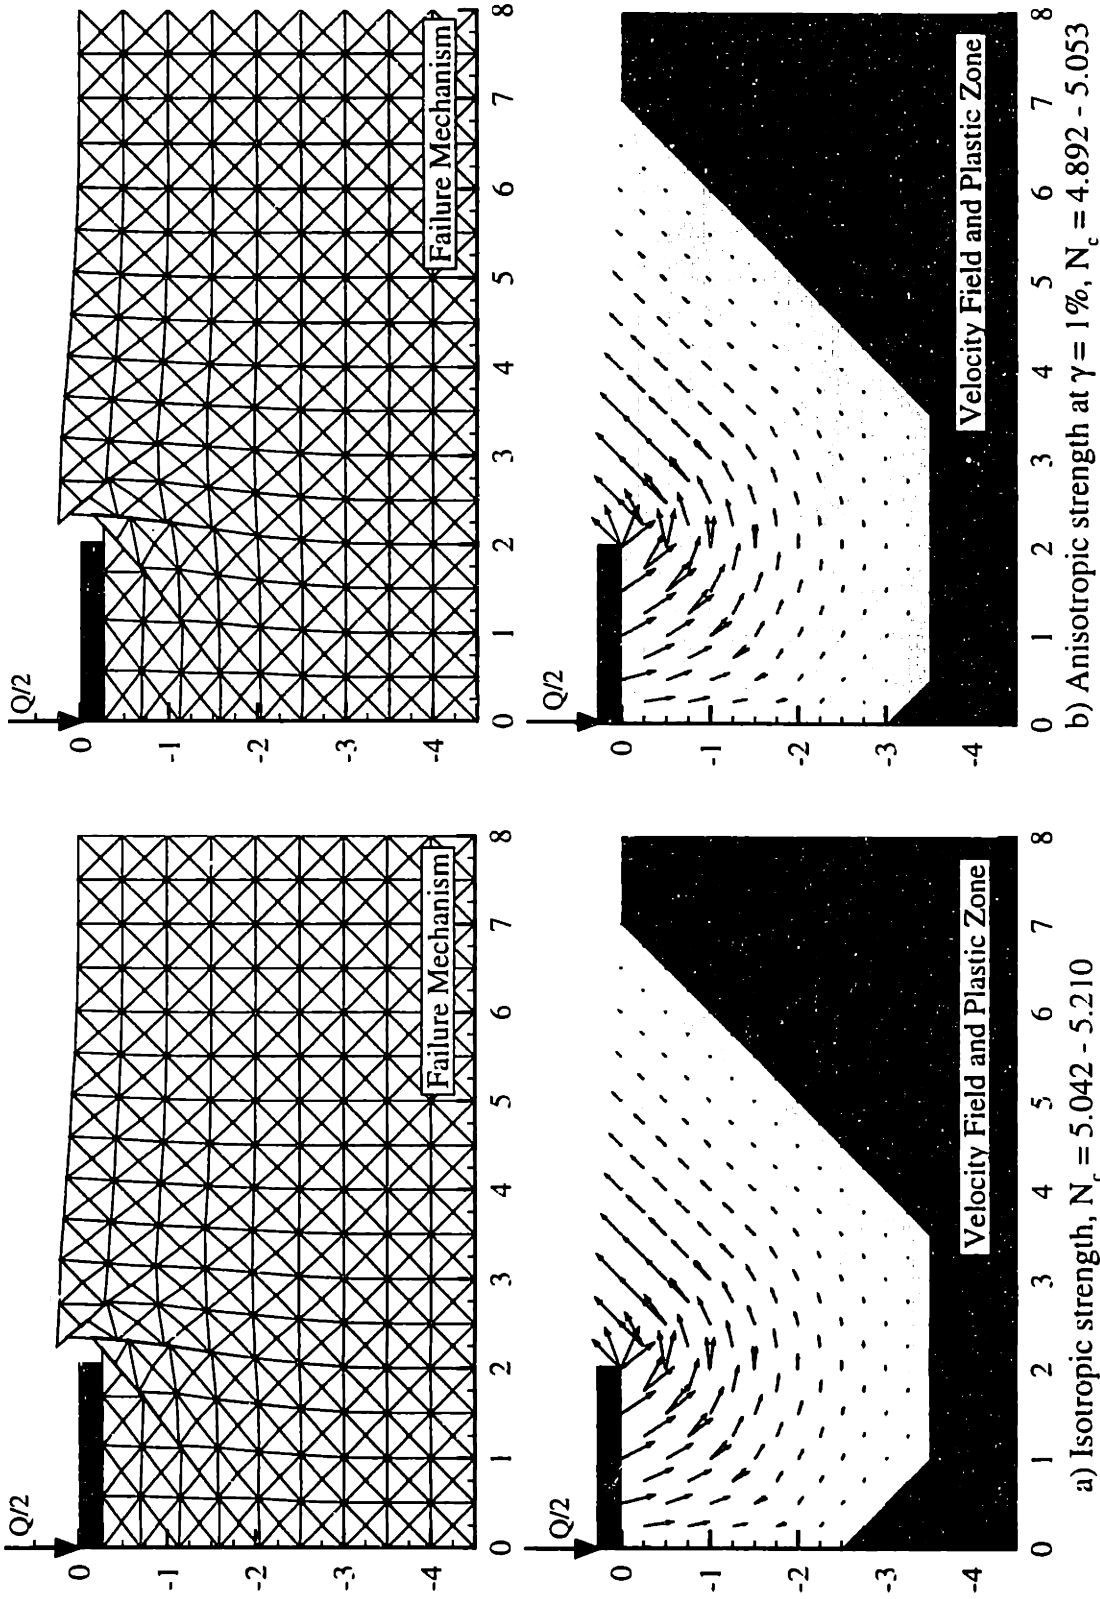 Q/2
0
-1
-2
-3
-4
Failure Mechanism
0 1 2 3 4 5 6 7 8
Q/2
0
-1
-2
-3
-4
Velocity Field and Plastic Zone
0 1 2 3 4 5 6 7 8
a) Isotropic strength, N_c = 5.042 - 5.210
Q/2
0
-1
-2
-3
-4
Failure Mechanism
0 1 2 3 4 5 6 7 8
Q/2
0
-1
-2
-3
-4
Velocity Field and Plastic Zone
0 1 2 3 4 5 6 7 8
b) Anisotropic strength at γ = 1%, N_c = 4.892 - 5.053